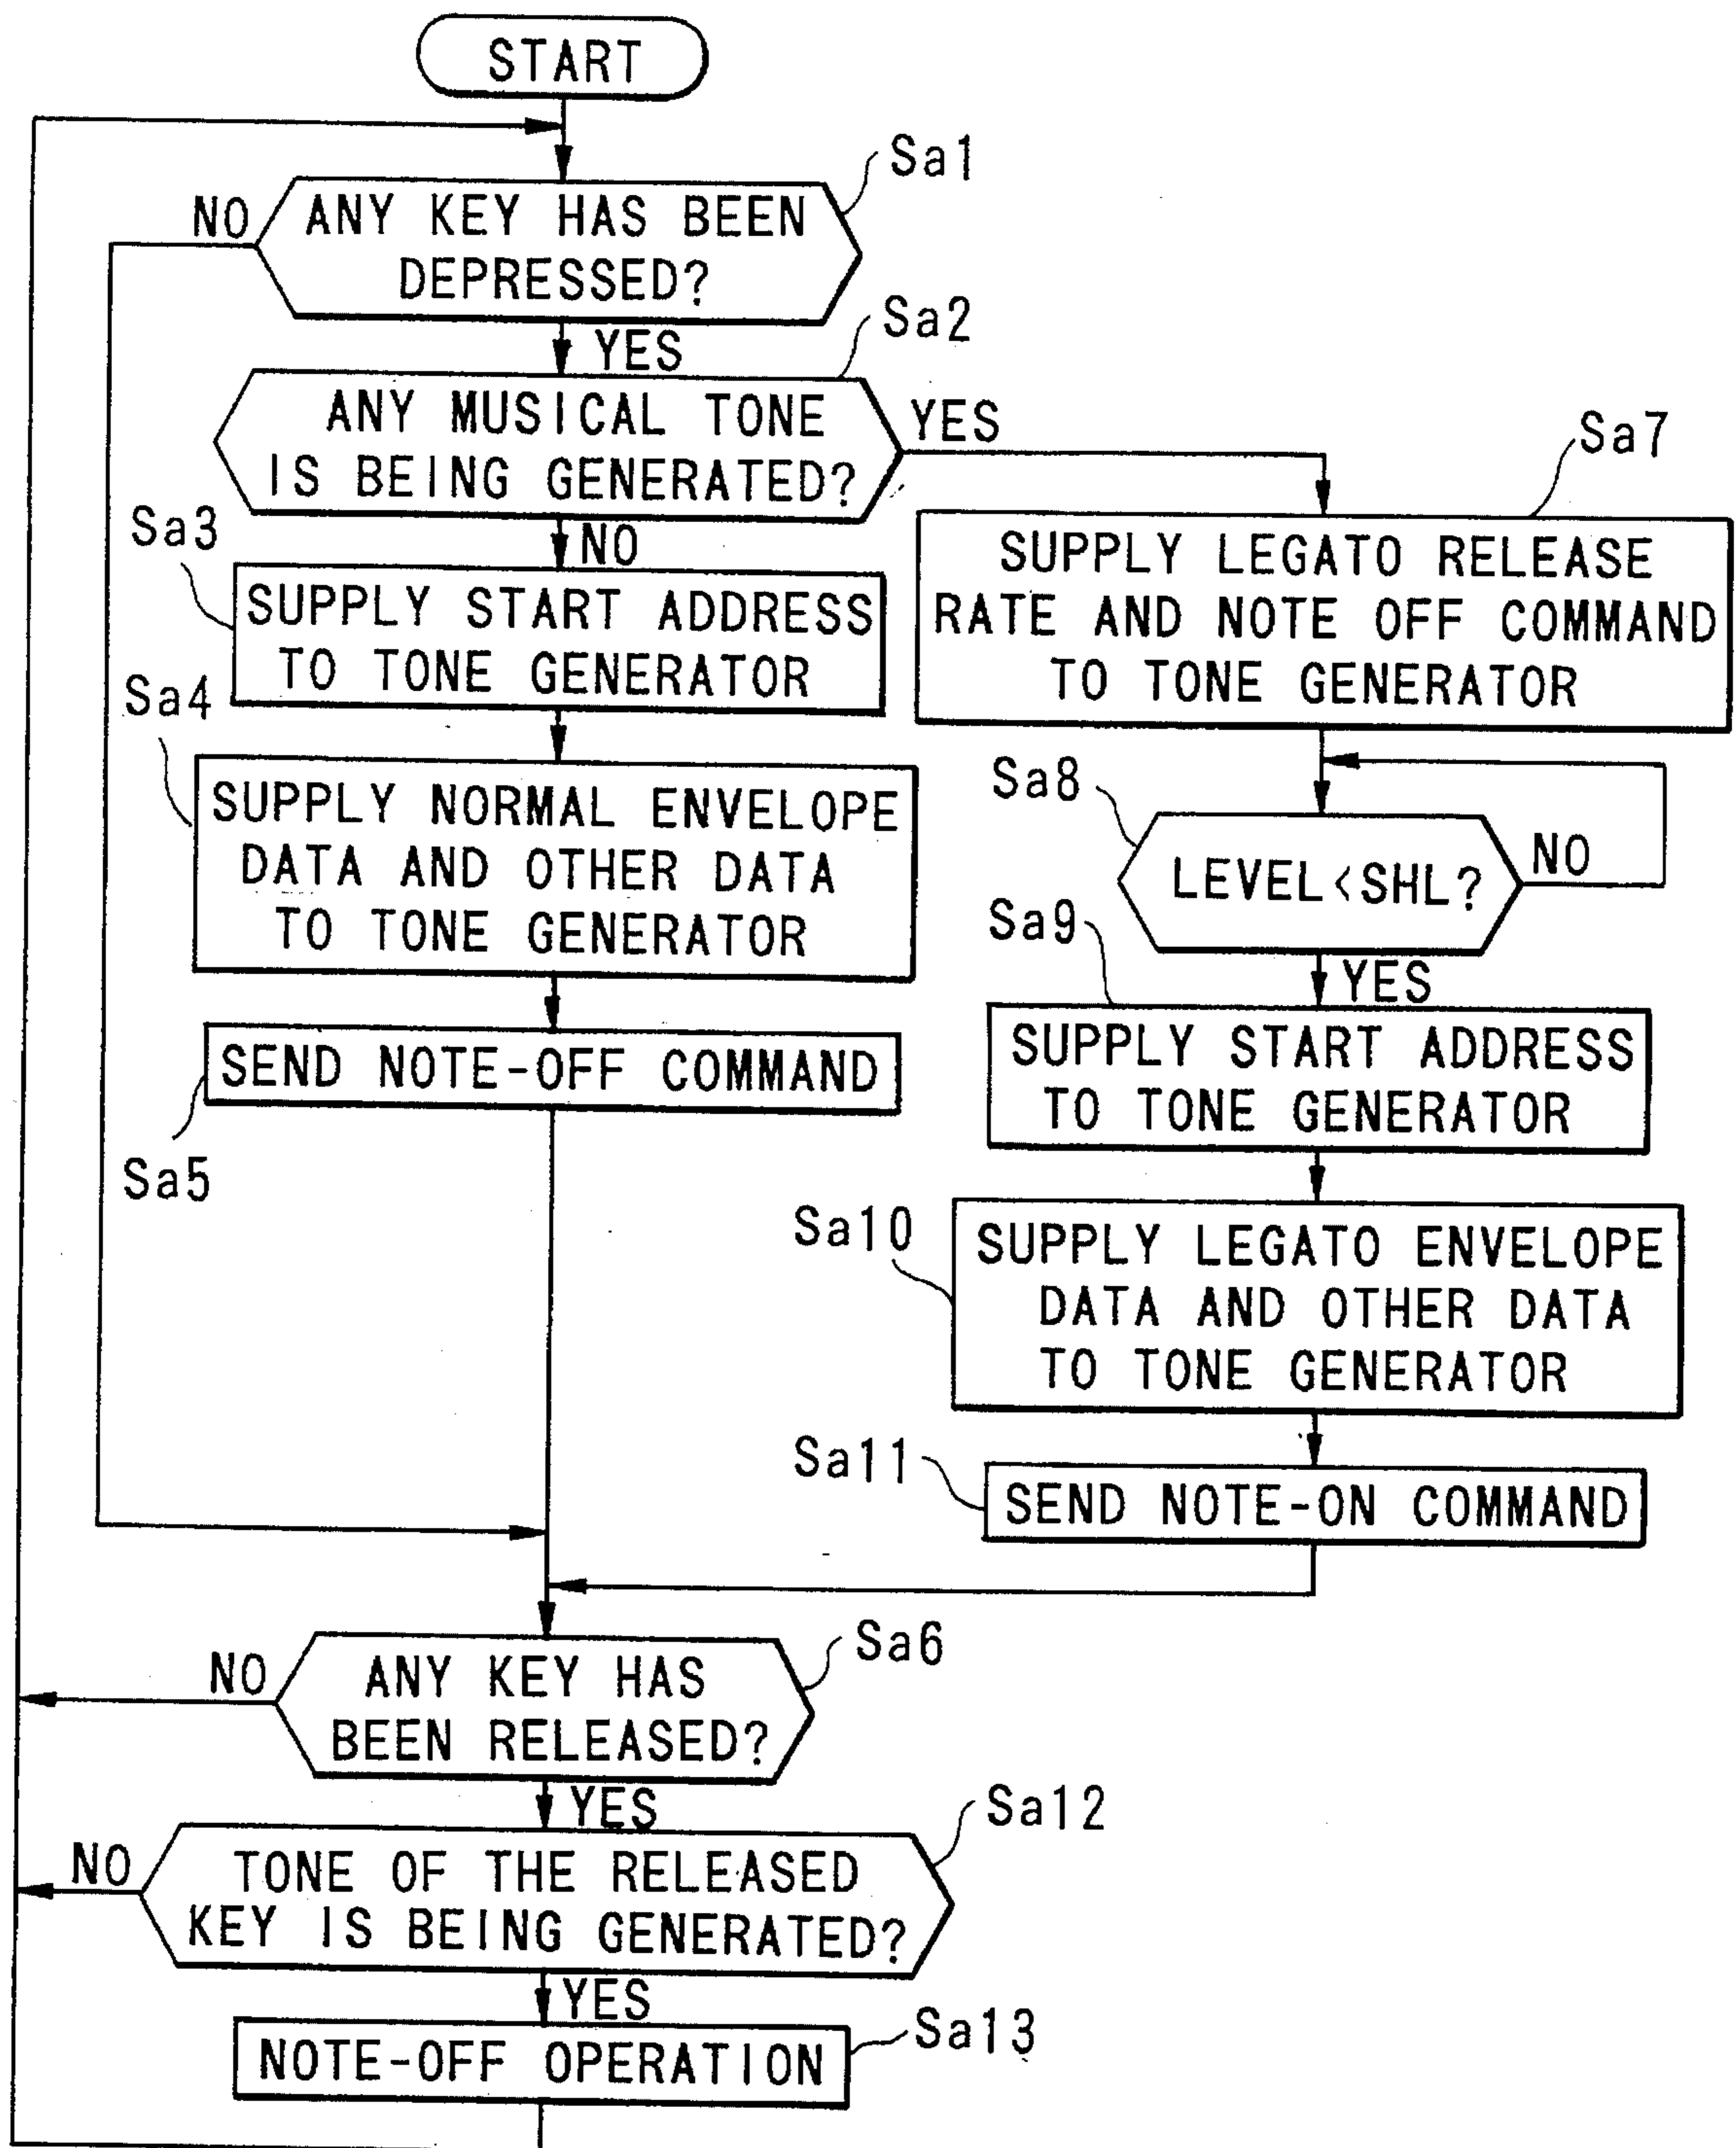 START
Sa1
NO
ANY KEY HAS BEEN
DEPRESSED?
YES
Sa2
ANY MUSICAL TONE
IS BEING GENERATED?
YES
NO
Sa3
SUPPLY START ADDRESS
TO TONE GENERATOR
Sa4
SUPPLY NORMAL ENVELOPE
DATA AND OTHER DATA
TO TONE GENERATOR
SEND NOTE-OFF COMMAND
Sa5
Sa7
SUPPLY LEGATO RELEASE
RATE AND NOTE OFF COMMAND
TO TONE GENERATOR
Sa8
LEVEL<SHL?
NO
YES
Sa9
SUPPLY START ADDRESS
TO TONE GENERATOR
Sa10
SUPPLY LEGATO ENVELOPE
DATA AND OTHER DATA
TO TONE GENERATOR
Sa11
SEND NOTE-ON COMMAND
Sa6
NO
ANY KEY HAS
BEEN RELEASED?
YES
Sa12
NO
TONE OF THE RELEASED
KEY IS BEING GENERATED?
YES
Sa13
NOTE-OFF OPERATION